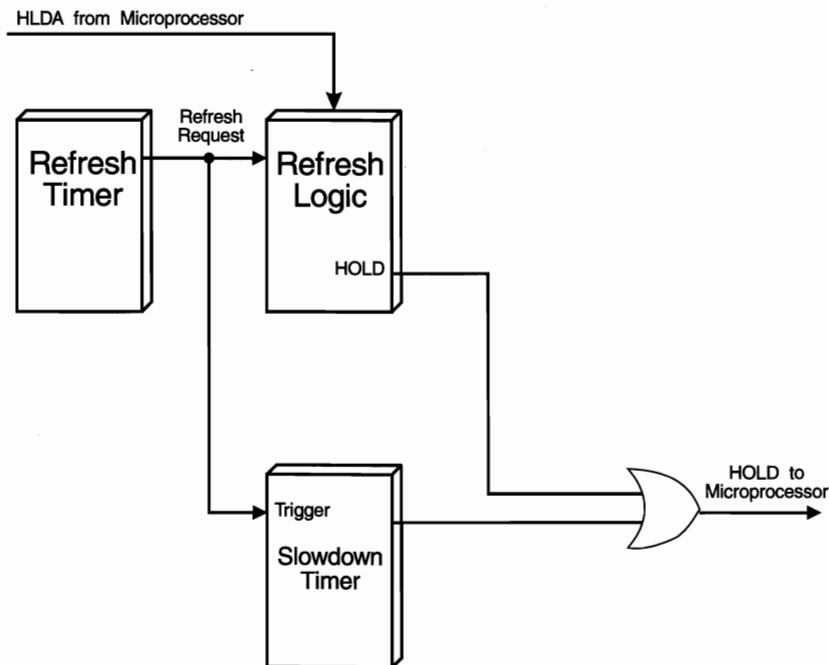 HLDA from Microprocessor
Refresh
Request
Refresh
Timer
Refresh
Logic
HOLD
HOLD to
Microprocessor
Trigger
Slowdown
Timer